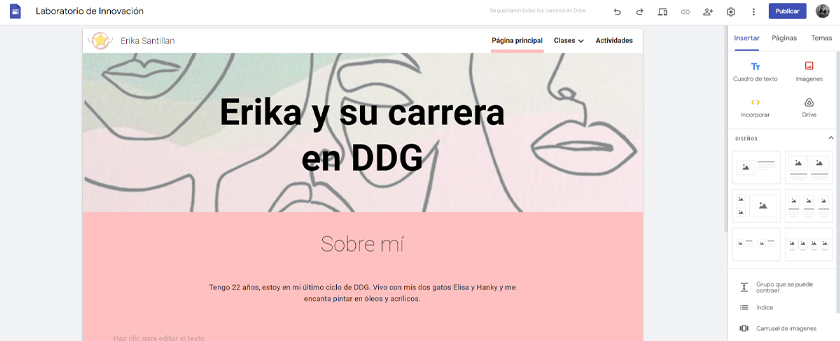 Laboratorio de Innovación
Se guardaron todos los cambios en Drive
Publicar
Erika Santillan
Página principal
Clases
Actividades
Erika y su carrera
en DDG
Sobre mí
Tengo 22 años, estoy en mi último ciclo de DDG. Vivo con mis dos gatos Elisa y Hanky y me
encanta pintar en óleos y acrílicos.
Haz clic para editar el texto
Insertar
Páginas
Temas
Tт
Cuadro de texto
Imágenes
Incorporar
Drive
DISEÑOS
Grupo que se puede
contraer
Índice
Carrusel de imágenes